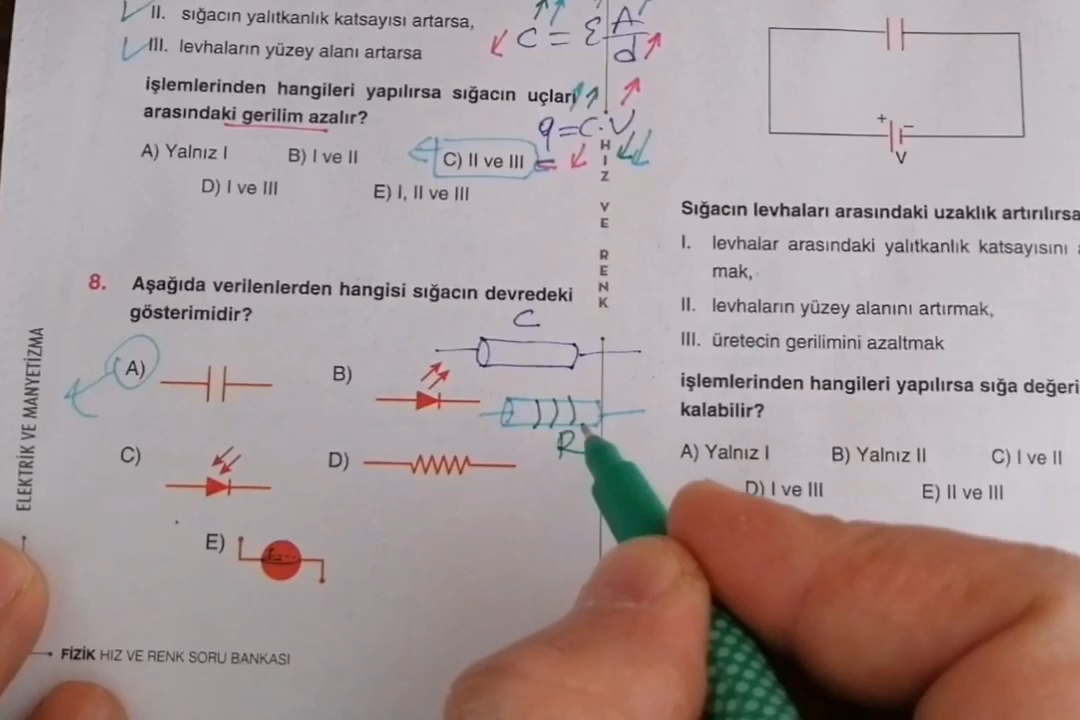 II. sığacın yalıtkanlık katsayısı artarsa,
III. levhaların yüzey alanı artarsa
işlemlerinden hangileri yapılırsa sığacın uçları
arasındaki gerilim azalır?
A) Yalnız I B) I ve II C) II ve III
D) I ve III E) I, II ve III
C = ε A/d
q = C.V
8. Aşağıda verilenlerden hangisi sığacın devredeki
gösterimidir?
A) B)
C) D)
E)
C
R
ELEKTRİK VE MANYETİZMA
FİZİK HIZ VE RENK SORU BANKASI
HIZ VE RENK
+ -
V
Sığacın levhaları arasındaki uzaklık artırılırsa
I. levhalar arasındaki yalıtkanlık katsayısını
mak,
II. levhaların yüzey alanını artırmak,
III. üretecin gerilimini azaltmak
işlemlerinden hangileri yapılırsa sığa değeri
kalabilir?
A) Yalnız I B) Yalnız II C) I ve II
D) I ve III E) II ve III